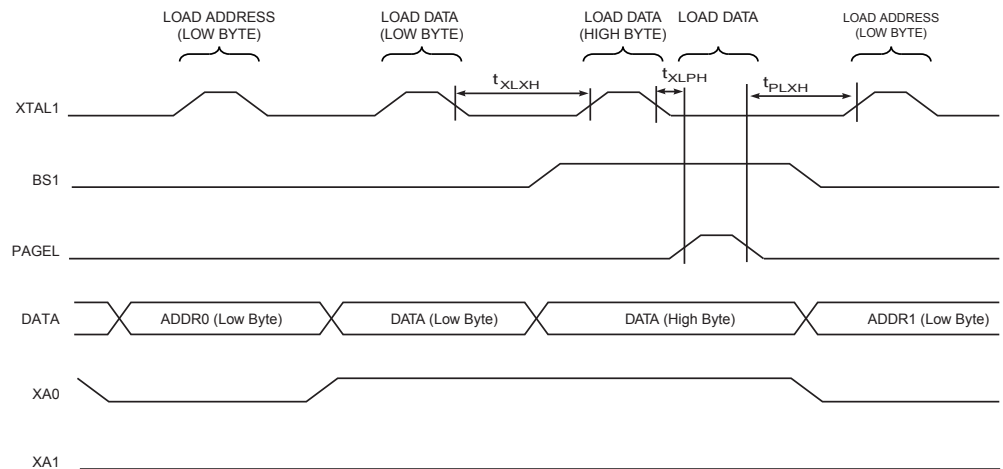 LOAD ADDRESS
(LOW BYTE)
LOAD DATA
(LOW BYTE)
LOAD DATA
(HIGH BYTE)
LOAD DATA
LOAD ADDRESS
(LOW BYTE)
tXLXH
tXLPH
tPLXH
XTAL1
BS1
PAGEL
DATA
ADDR0 (Low Byte)
DATA (Low Byte)
DATA (High Byte)
ADDR1 (Low Byte)
XA0
XA1